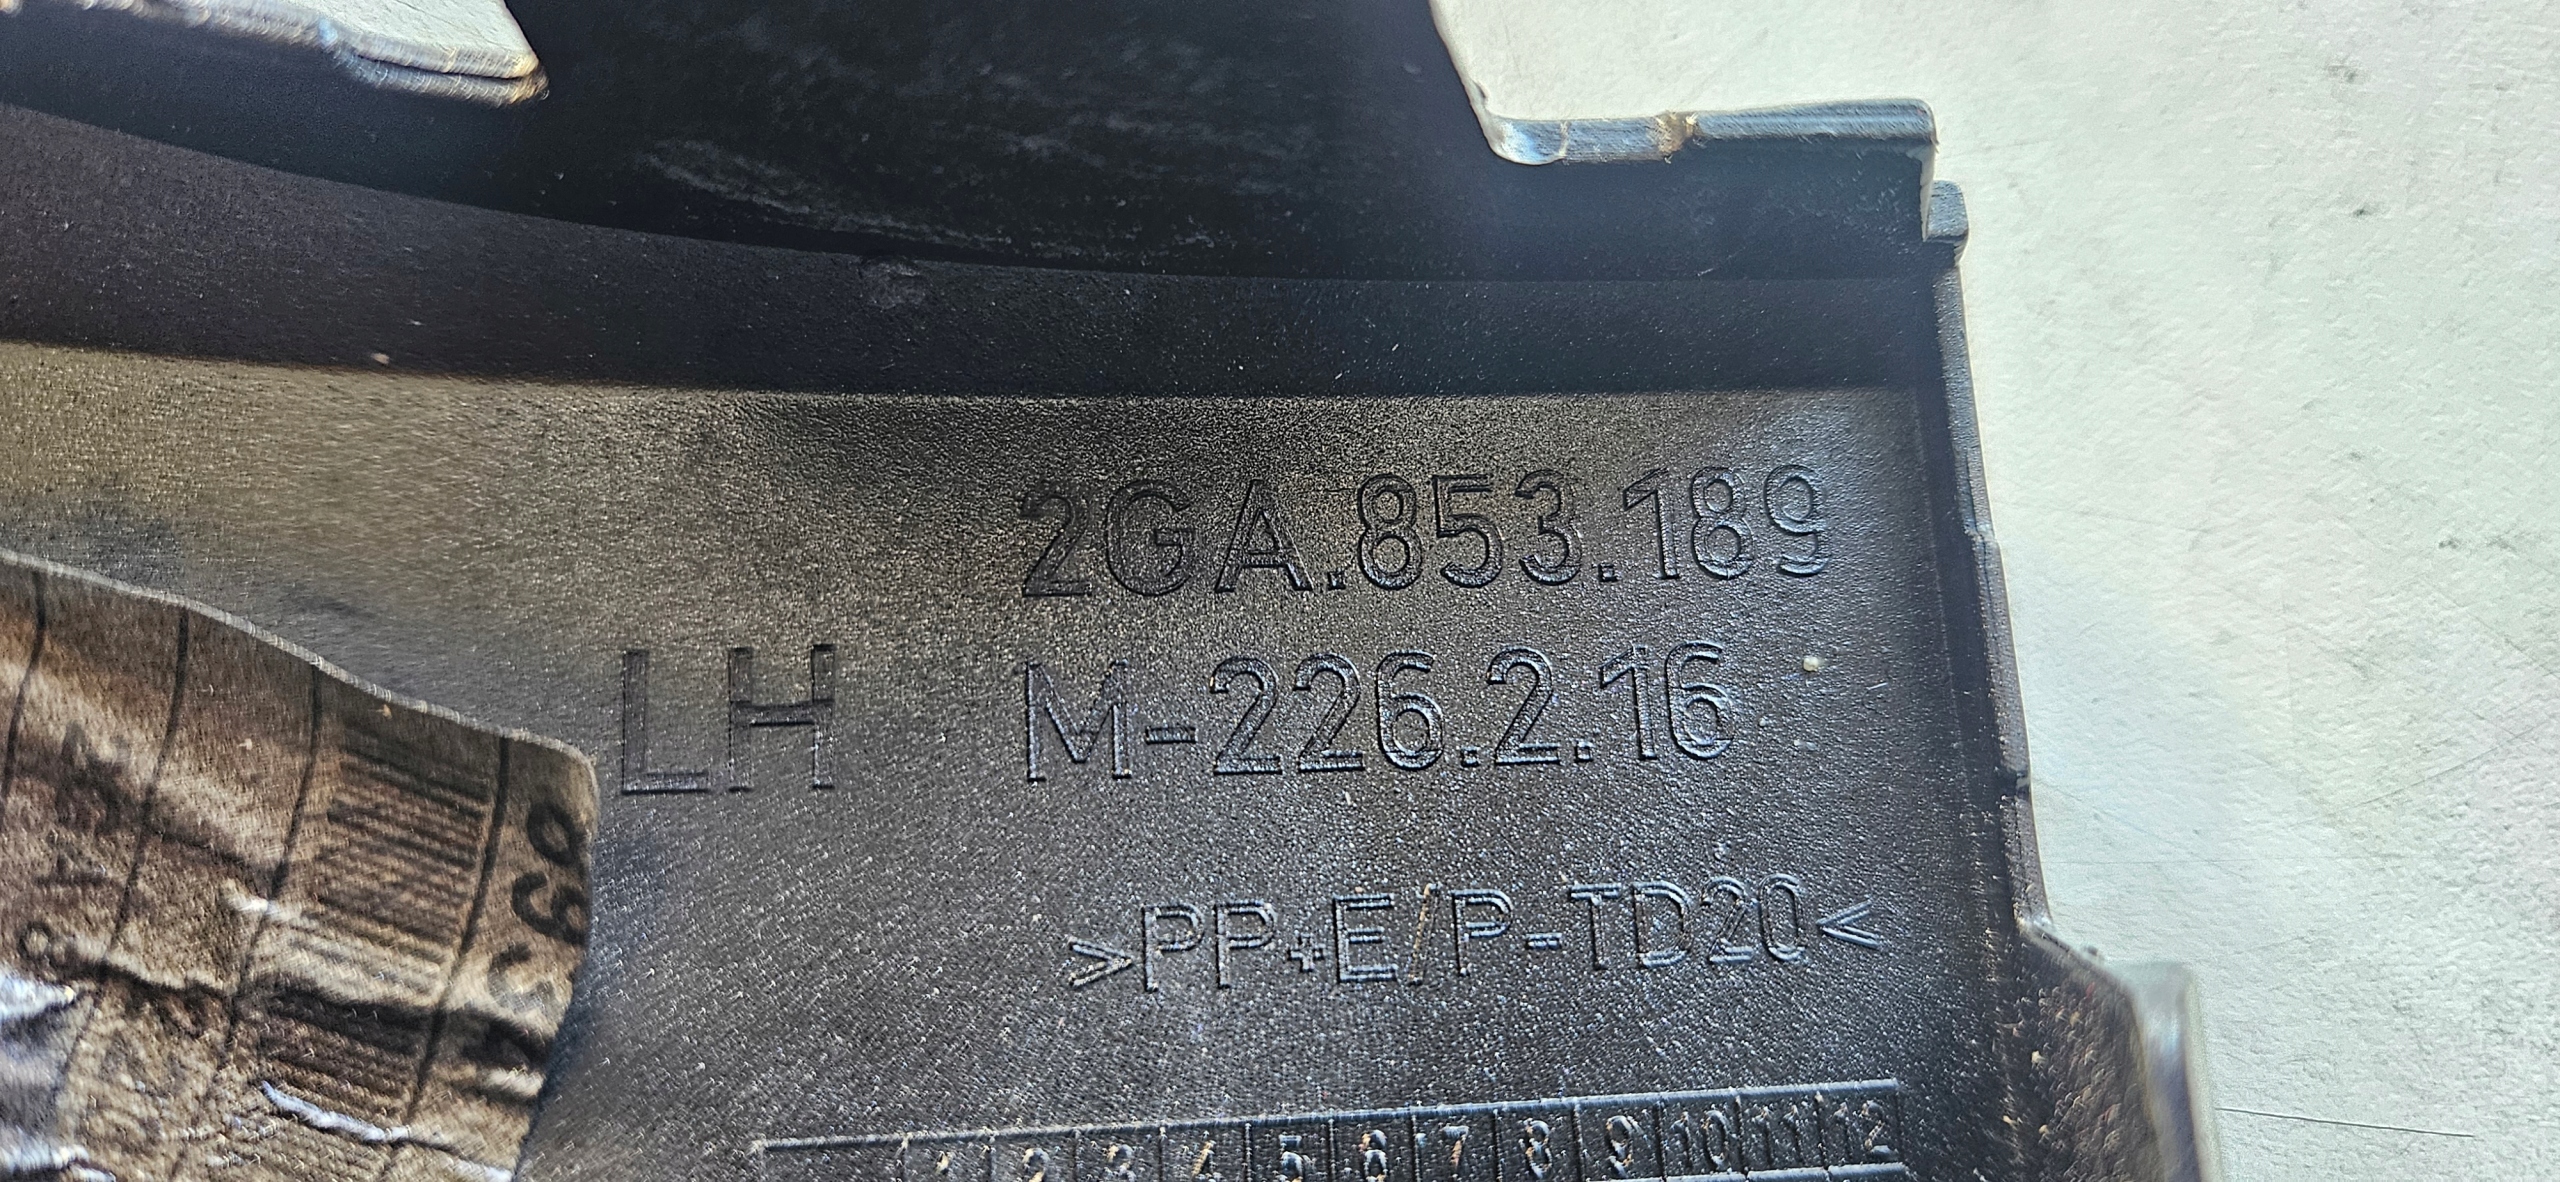 2GA.853.189
LH M-226.2.16
>PP+E/P-TD20<
1 2 3 4 5 6 7 8 9 10 11 12